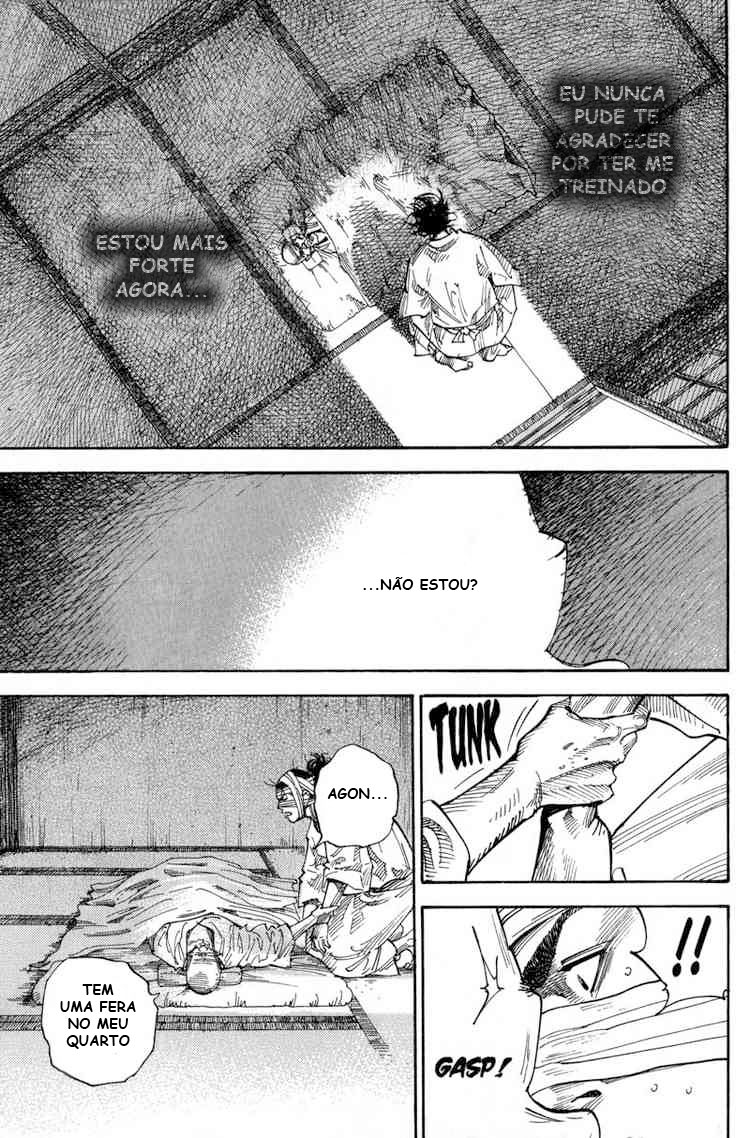 EU NUNCA
PUDE TE
AGRADECER
POR TER ME
TREINADO
ESTOU MAIS
FORTE
AGORA...
...NÃO ESTOU?
TUNK
!!
GASP!
AGON...
TEM
UMA FERA
NO MEU
QUARTO